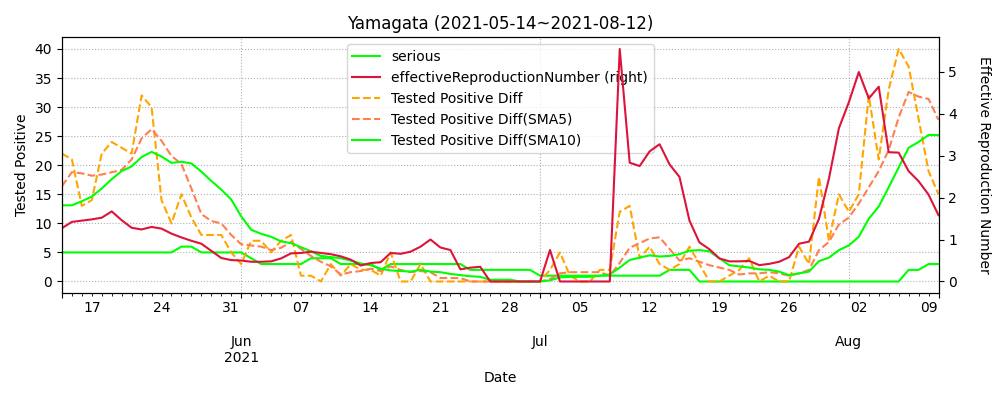 Yamagata (2021-05-14~2021-08-12)
serious
effectiveReproductionNumber (right)
Tested Positive Diff
Tested Positive Diff(SMA5)
Tested Positive Diff(SMA10)
Tested Positive
40
35
30
25
20
15
10
5
0
Effective Reproduction Number
5
4
3
2
1
0
17 24 31 07 14 21 28 05 12 19 26 02 09
Jun Jul Aug
2021
Date